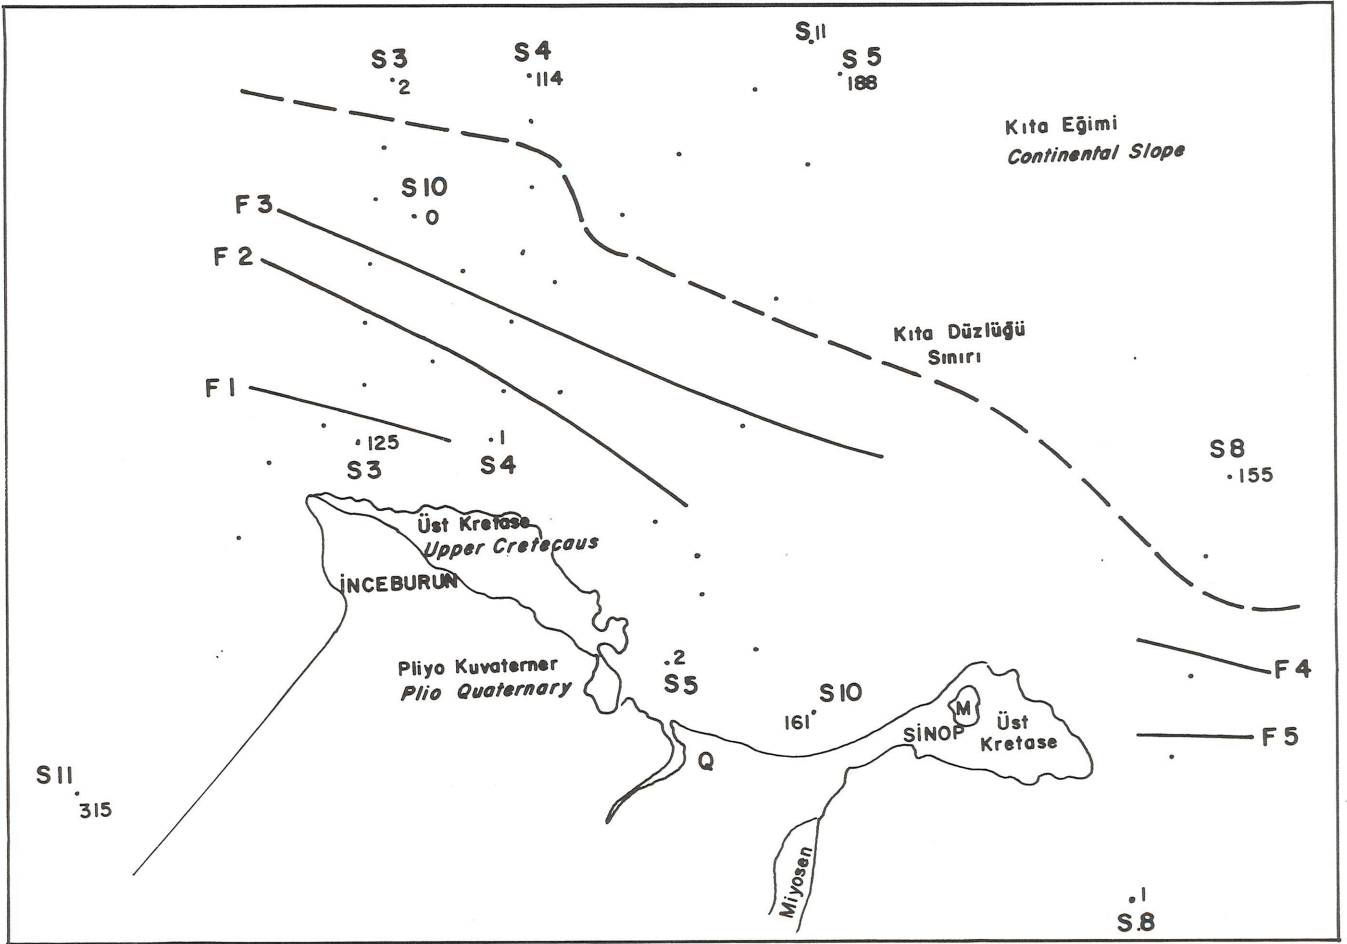 S.11
S3
S4
S5
2
114
188
Kıta Eğimi
Continental Slope
S10
0
F3
F2
Kıta Düzlüğü
Sınırı
F1
125
1
S3
S4
S8
155
Üst Kretase
Upper Cretecaus
İNCEBURUN
Pliyo Kuvaterner
Plio Quaternary
2
S5
S10
161
M
SİNOP
Üst
Kretase
F4
F5
Q
S11
315
Miyosen
1
S.8